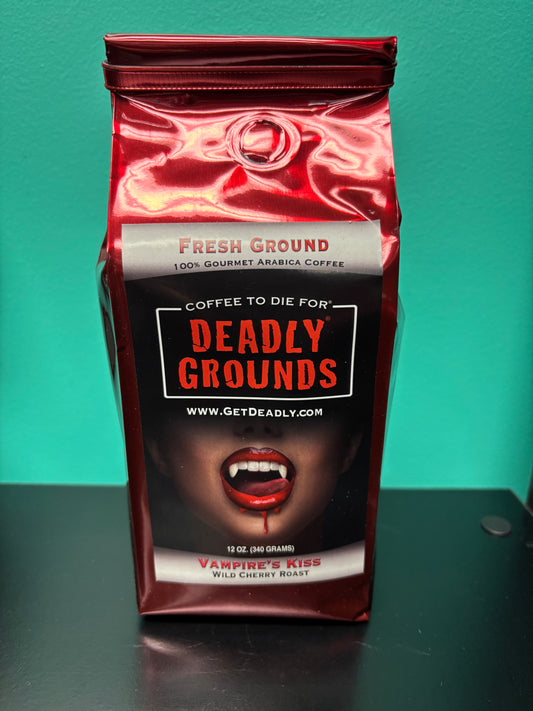 FRESH GROUND
100% GOURMET ARABICA COFFEE
COFFEE TO DIE FOR®
DEADLY®
GROUNDS
WWW.GETDEADLY.COM
12 OZ. (340 GRAMS)
VAMPIRE'S KISS
WILD CHERRY ROAST